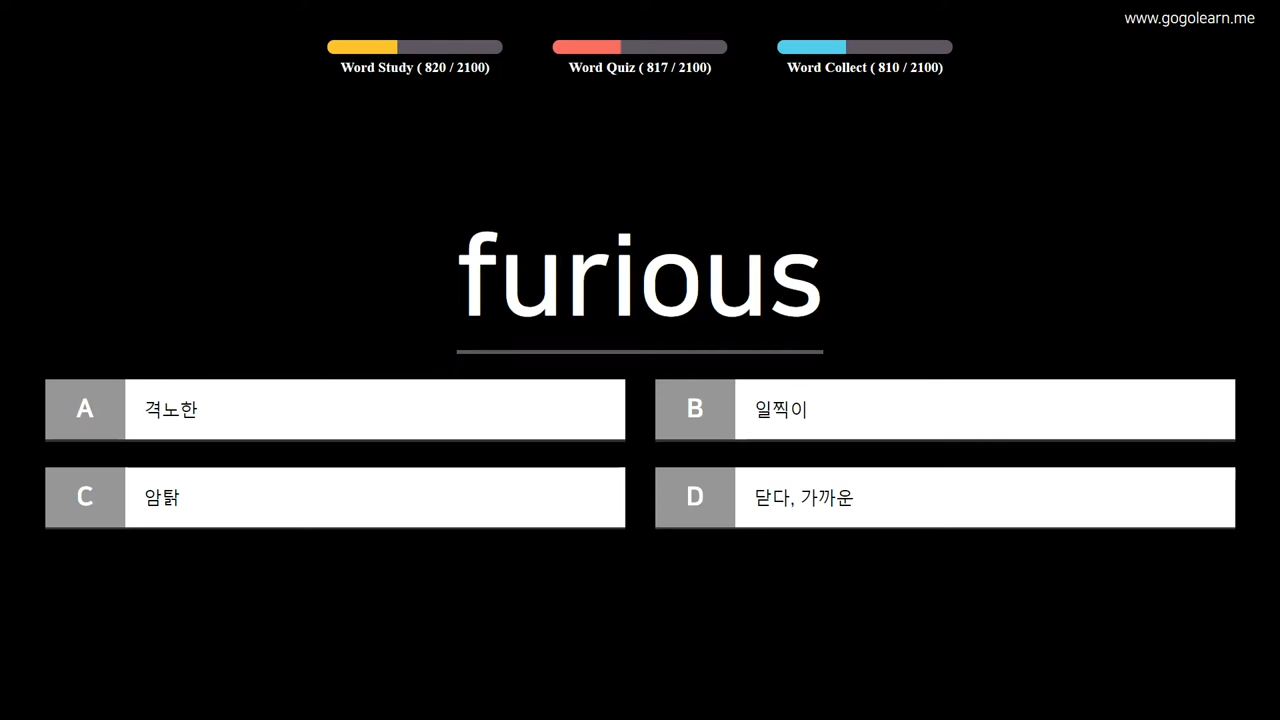 www.gogolearn.me
Word Study ( 820 / 2100)
Word Quiz ( 817 / 2100)
Word Collect ( 810 / 2100)
furious
A 격노한
B 일찍이
C 암탉
D 닫다, 가까운